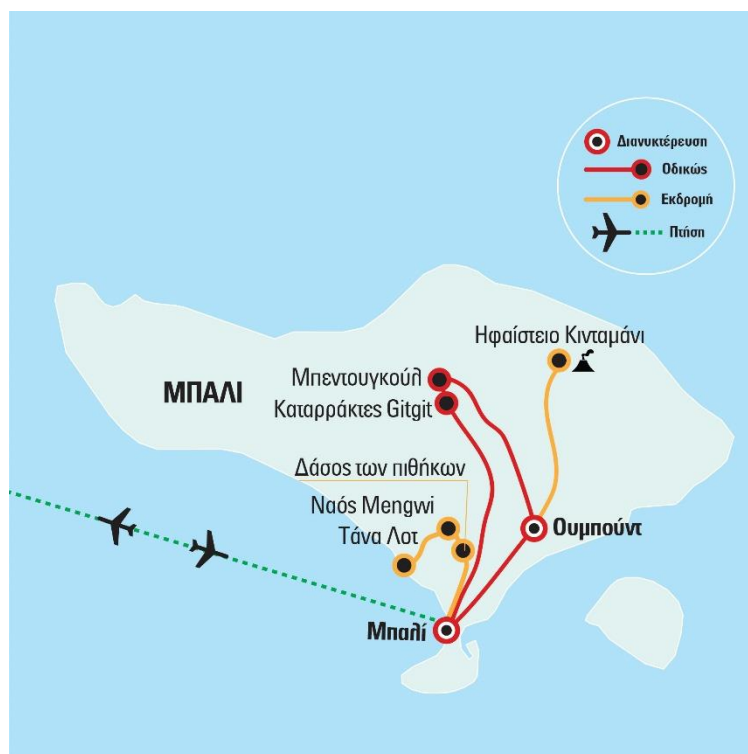 Διανυκτέρευση
Οδικώς
Εκδρομή
Πτήση
Ηφαίστειο Κινταμάνι
Μπεντουγκούλ
ΜΠΑΛΙ
Καταρράκτες Gitgit
Δάσος των πιθήκων
Ναός Mengwi
Τάνα Λοτ
Ουμπούντ
Μπαλί